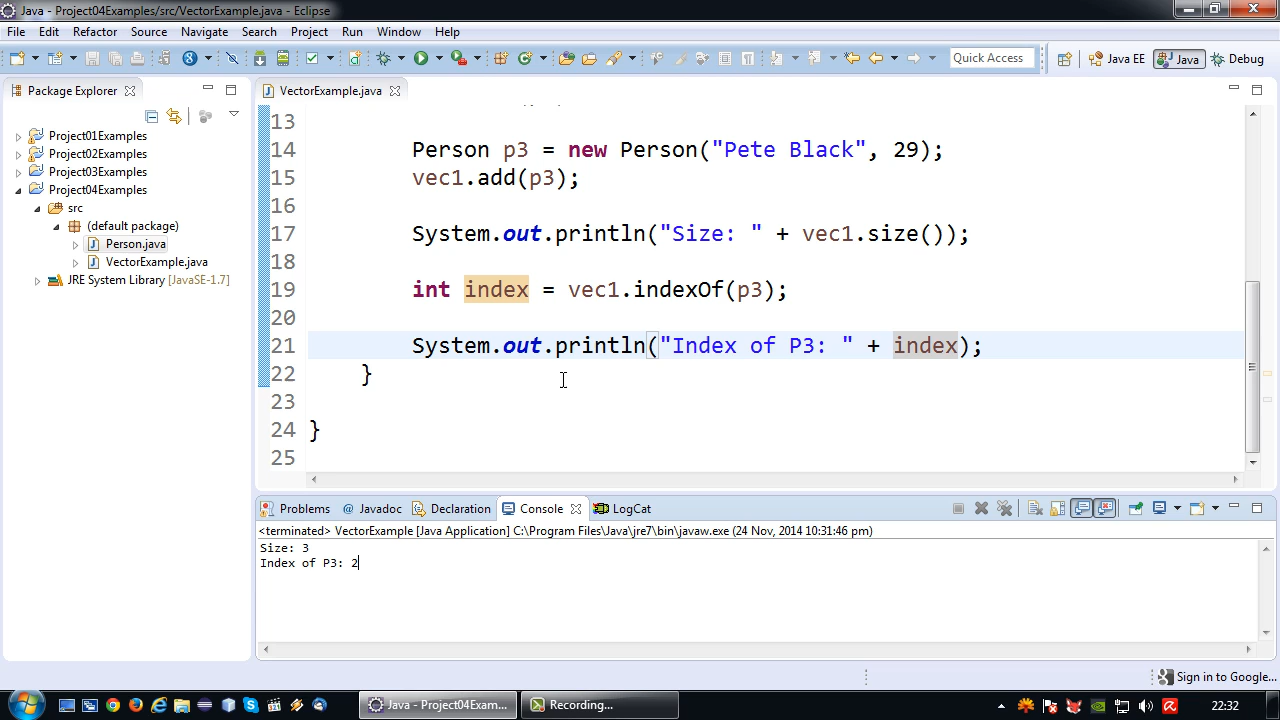 Java - Project04Examples/src/VectorExample.java - Eclipse
File Edit Refactor Source Navigate Search Project Run Window Help
Quick Access Java EE Java Debug
Package Explorer
VectorExample.java
Project01Examples
Project02Examples
Project03Examples
Project04Examples
src
(default package)
Person.java
VectorExample.java
JRE System Library [JavaSE-1.7]
13
14 Person p3 = new Person("Pete Black", 29);
15 vec1.add(p3);
16
17 System.out.println("Size: " + vec1.size());
18
19 int index = vec1.indexOf(p3);
20
21 System.out.println("Index of P3: " + index);
22 }
23
24 }
25
Problems @ Javadoc Declaration Console LogCat
<terminated> VectorExample [Java Application] C:\Program Files\Java\jre7\bin\javaw.exe (24 Nov, 2014 10:31:46 pm)
Size: 3
Index of P3: 2
Sign in to Google...
Java - Project04Exam... Recording... 22:32